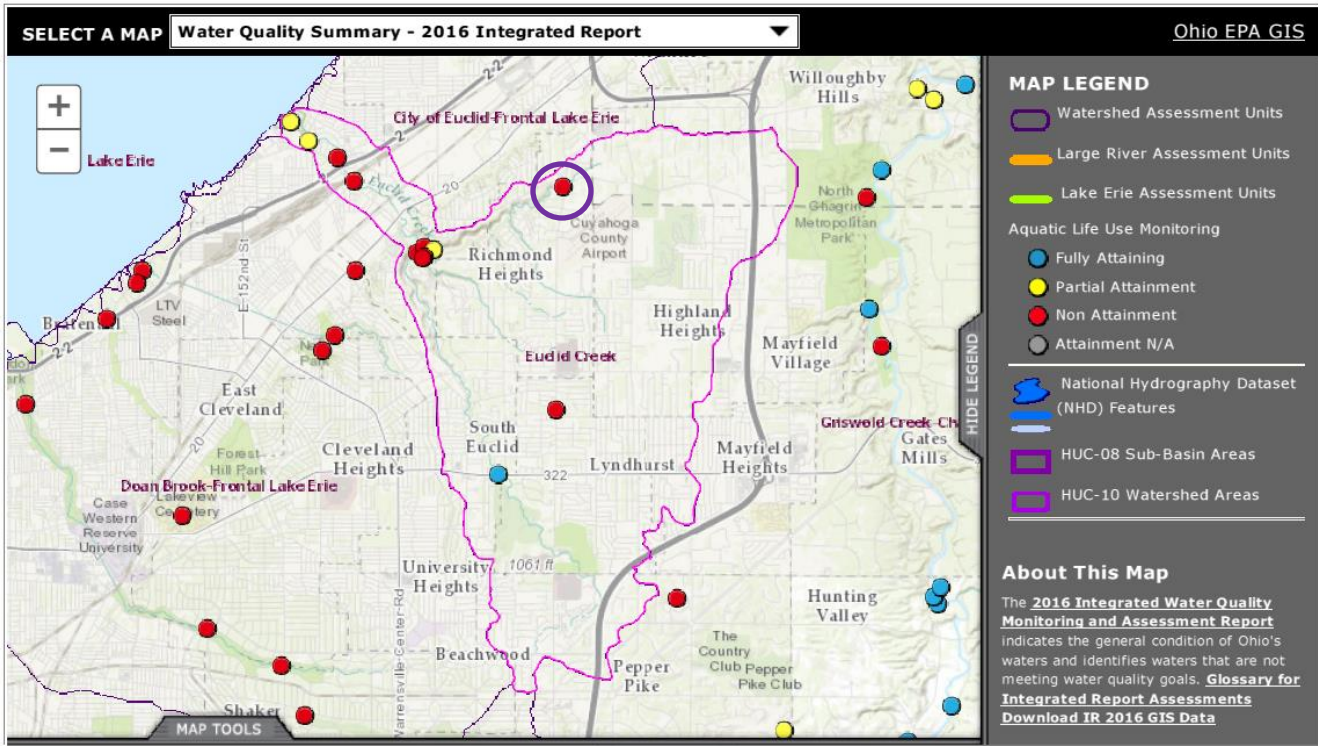 SELECT A MAP
Water Quality Summary - 2016 Integrated Report
Ohio EPA GIS
+
−
Lake Erie
City of Euclid-Frontal Lake Erie
Willoughby
Hills
2-2
2
20
Euclid Creek
E 152nd St
LTV
Steel
Richmond
Heights
Cuyahoga
County
Airport
North
Chagrin
Metropolitan
Park
Highland
Heights
Mayfield
Village
2-2
Euclid Creek
East
Cleveland
20
Forest
Hill Park
Cleveland
Heights
South
Euclid
322
Lyndhurst
Mayfield
Heights
Griswold Creek-Ch
Gates
Mills
Doan Brook-Frontal Lake Erie
Lakeview
Case
Western
Reserve
University
University
Heights
1061 ft
Warrensville-Center-Rd
Beachwood
Hunting
Valley
The
Country
Club
Pepper
Pike Club
Pepper
Pike
Shaker
MAP TOOLS
HIDE LEGEND
MAP LEGEND
Watershed Assessment Units
Large River Assessment Units
Lake Erie Assessment Units
Aquatic Life Use Monitoring
Fully Attaining
Partial Attainment
Non Attainment
Attainment N/A
National Hydrography Dataset
(NHD) Features
HUC-08 Sub-Basin Areas
HUC-10 Watershed Areas
About This Map
The 2016 Integrated Water Quality
Monitoring and Assessment Report
indicates the general condition of Ohio's
waters and identifies waters that are not
meeting water quality goals. Glossary for
Integrated Report Assessments
Download IR 2016 GIS Data